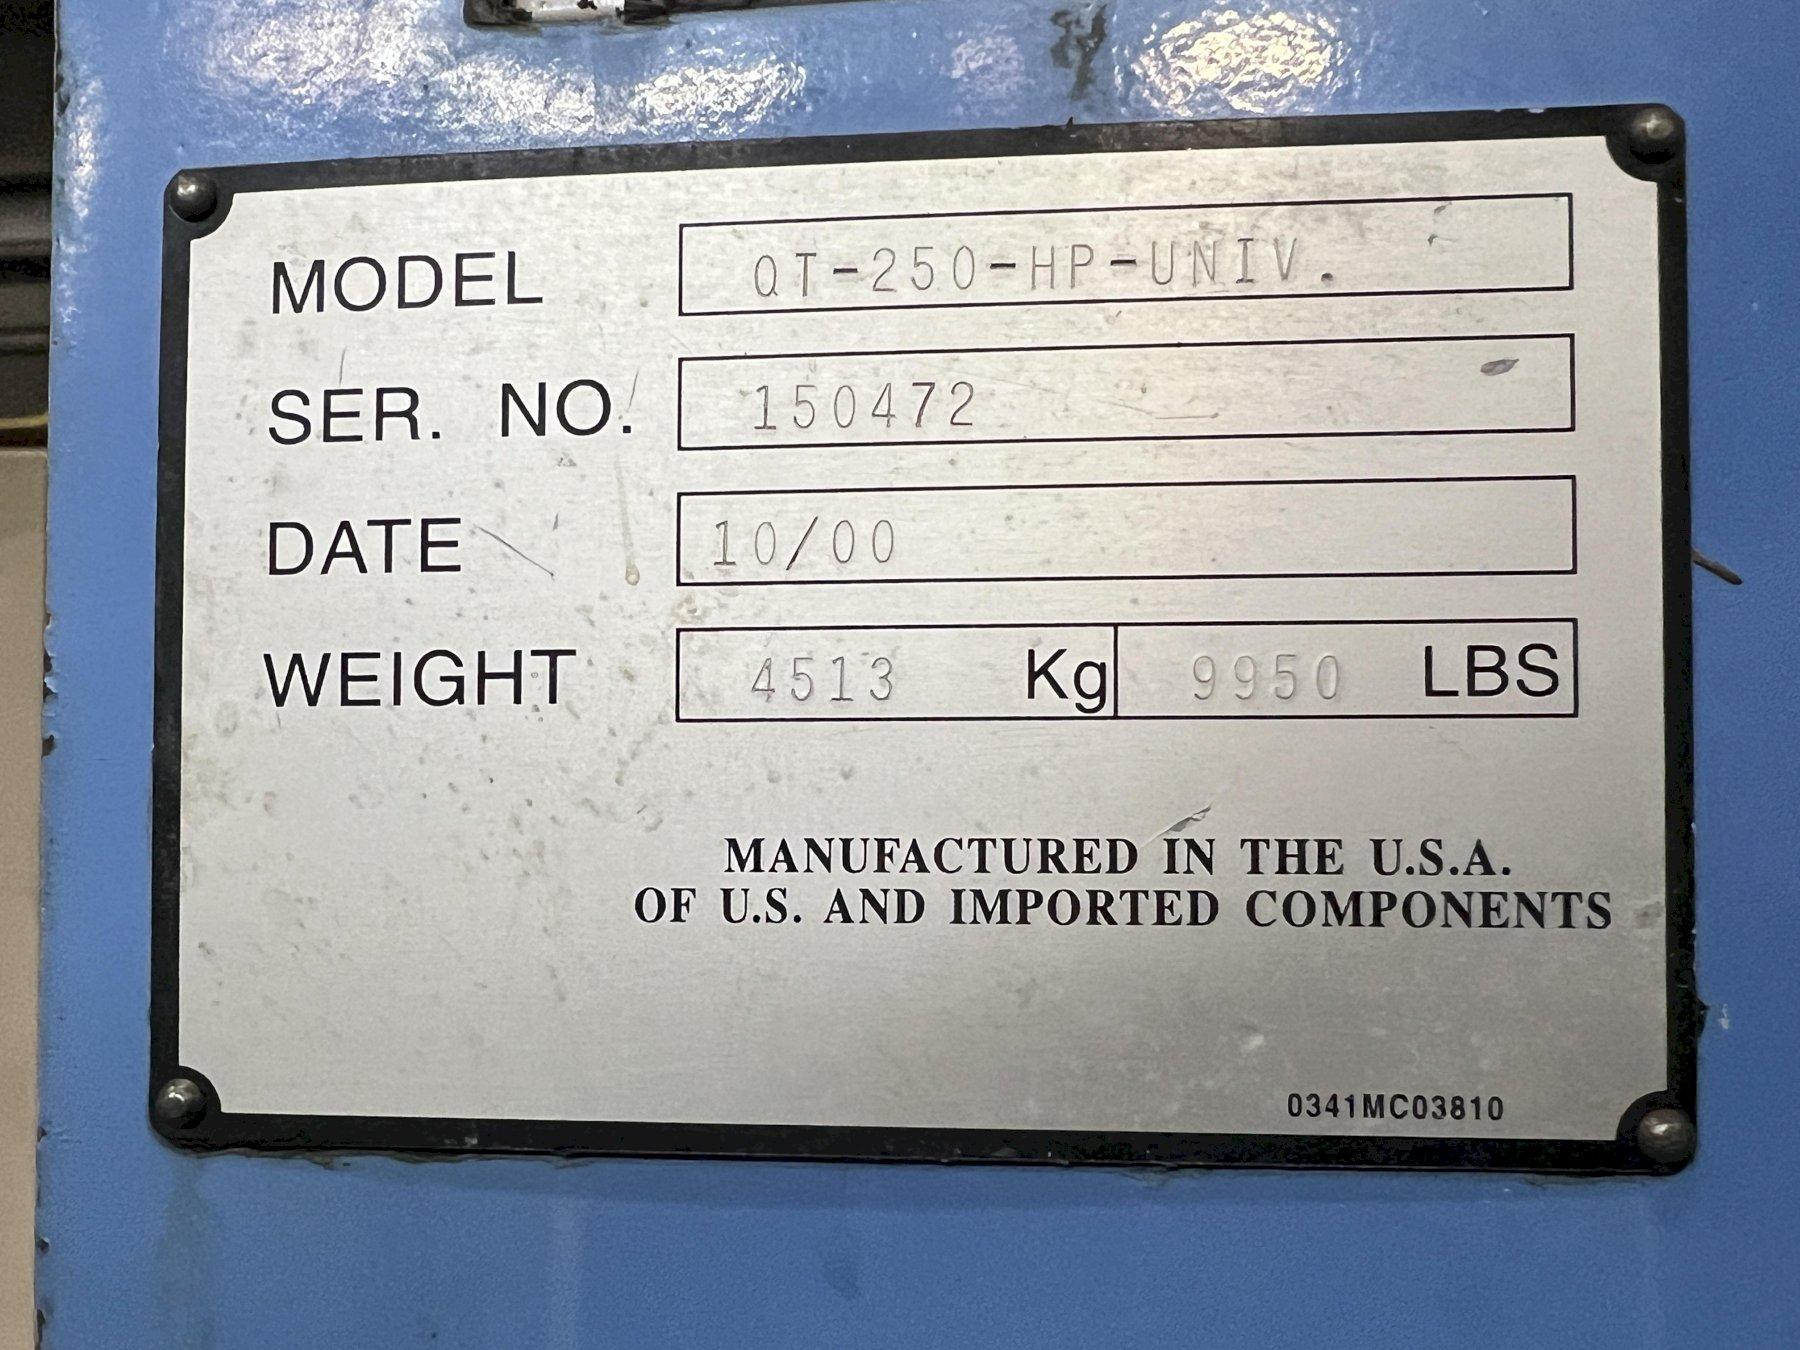 MODEL QT-250-HP-UNIV.
SER. NO. 150472
DATE 10/00
WEIGHT 4513 Kg 9950 LBS
MANUFACTURED IN THE U.S.A.
OF U.S. AND IMPORTED COMPONENTS
0341MC03810